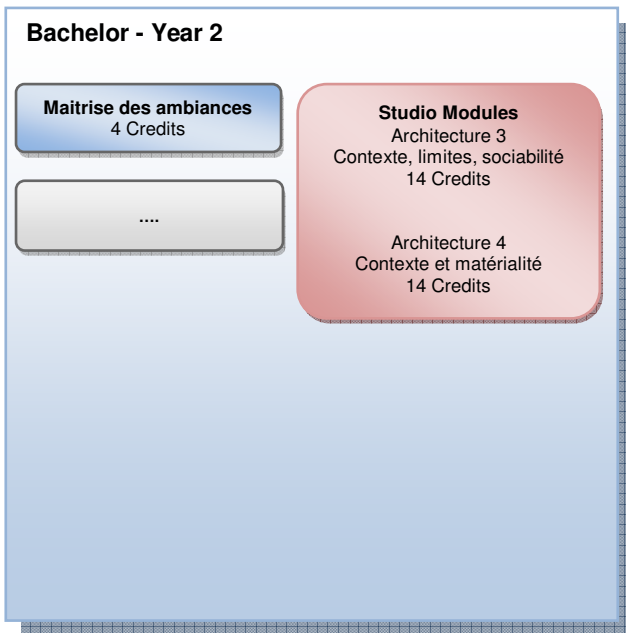 Bachelor - Year 2
Maitrise des ambiances
4 Credits
....
Studio Modules
Architecture 3
Contexte, limites, sociabilité
14 Credits
Architecture 4
Contexte et matérialité
14 Credits